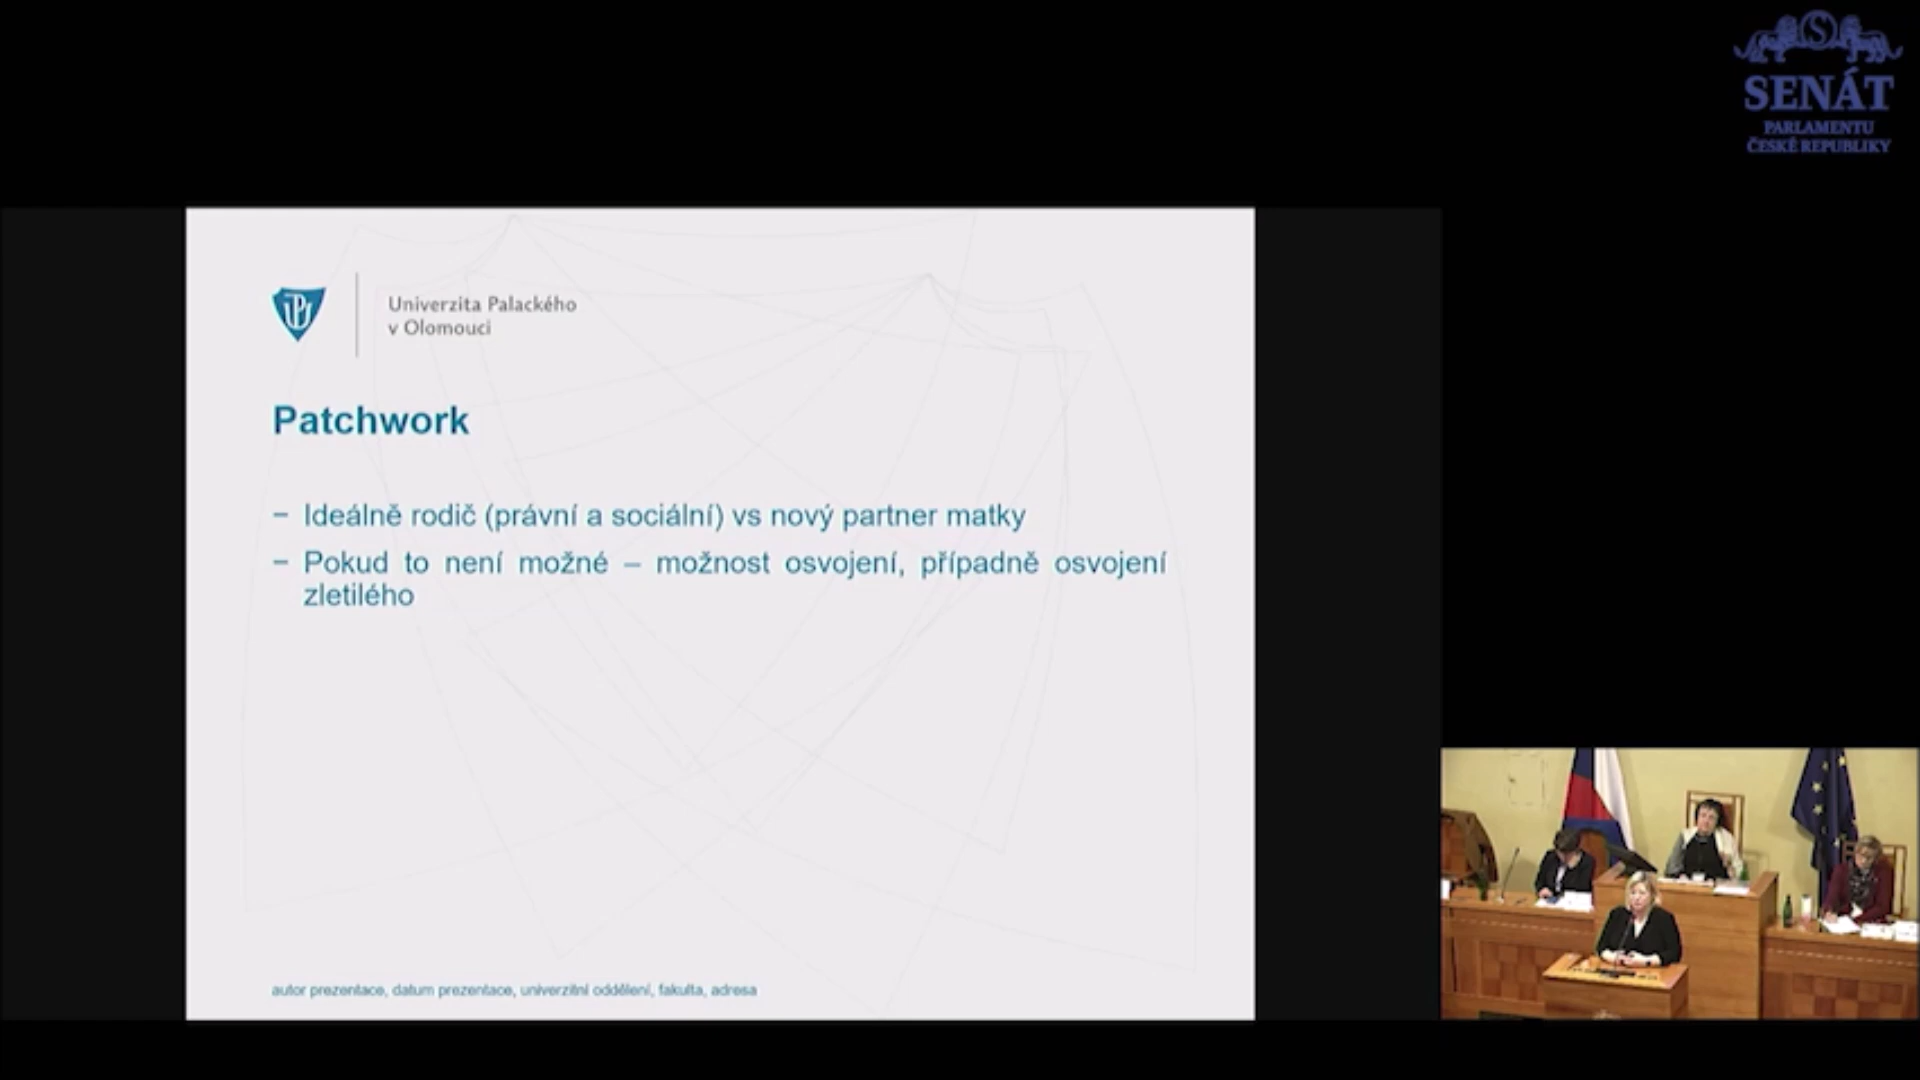 SENÁT
PARLAMENTU
ČESKÉ REPUBLIKY
Univerzita Palackého
v Olomouci
Patchwork
– Ideálně rodič (právní a sociální) vs nový partner matky
– Pokud to není možné – možnost osvojení, případně osvojení
zletilého
autor prezentace, datum prezentace, univerzitní oddělení, fakulta, adresa